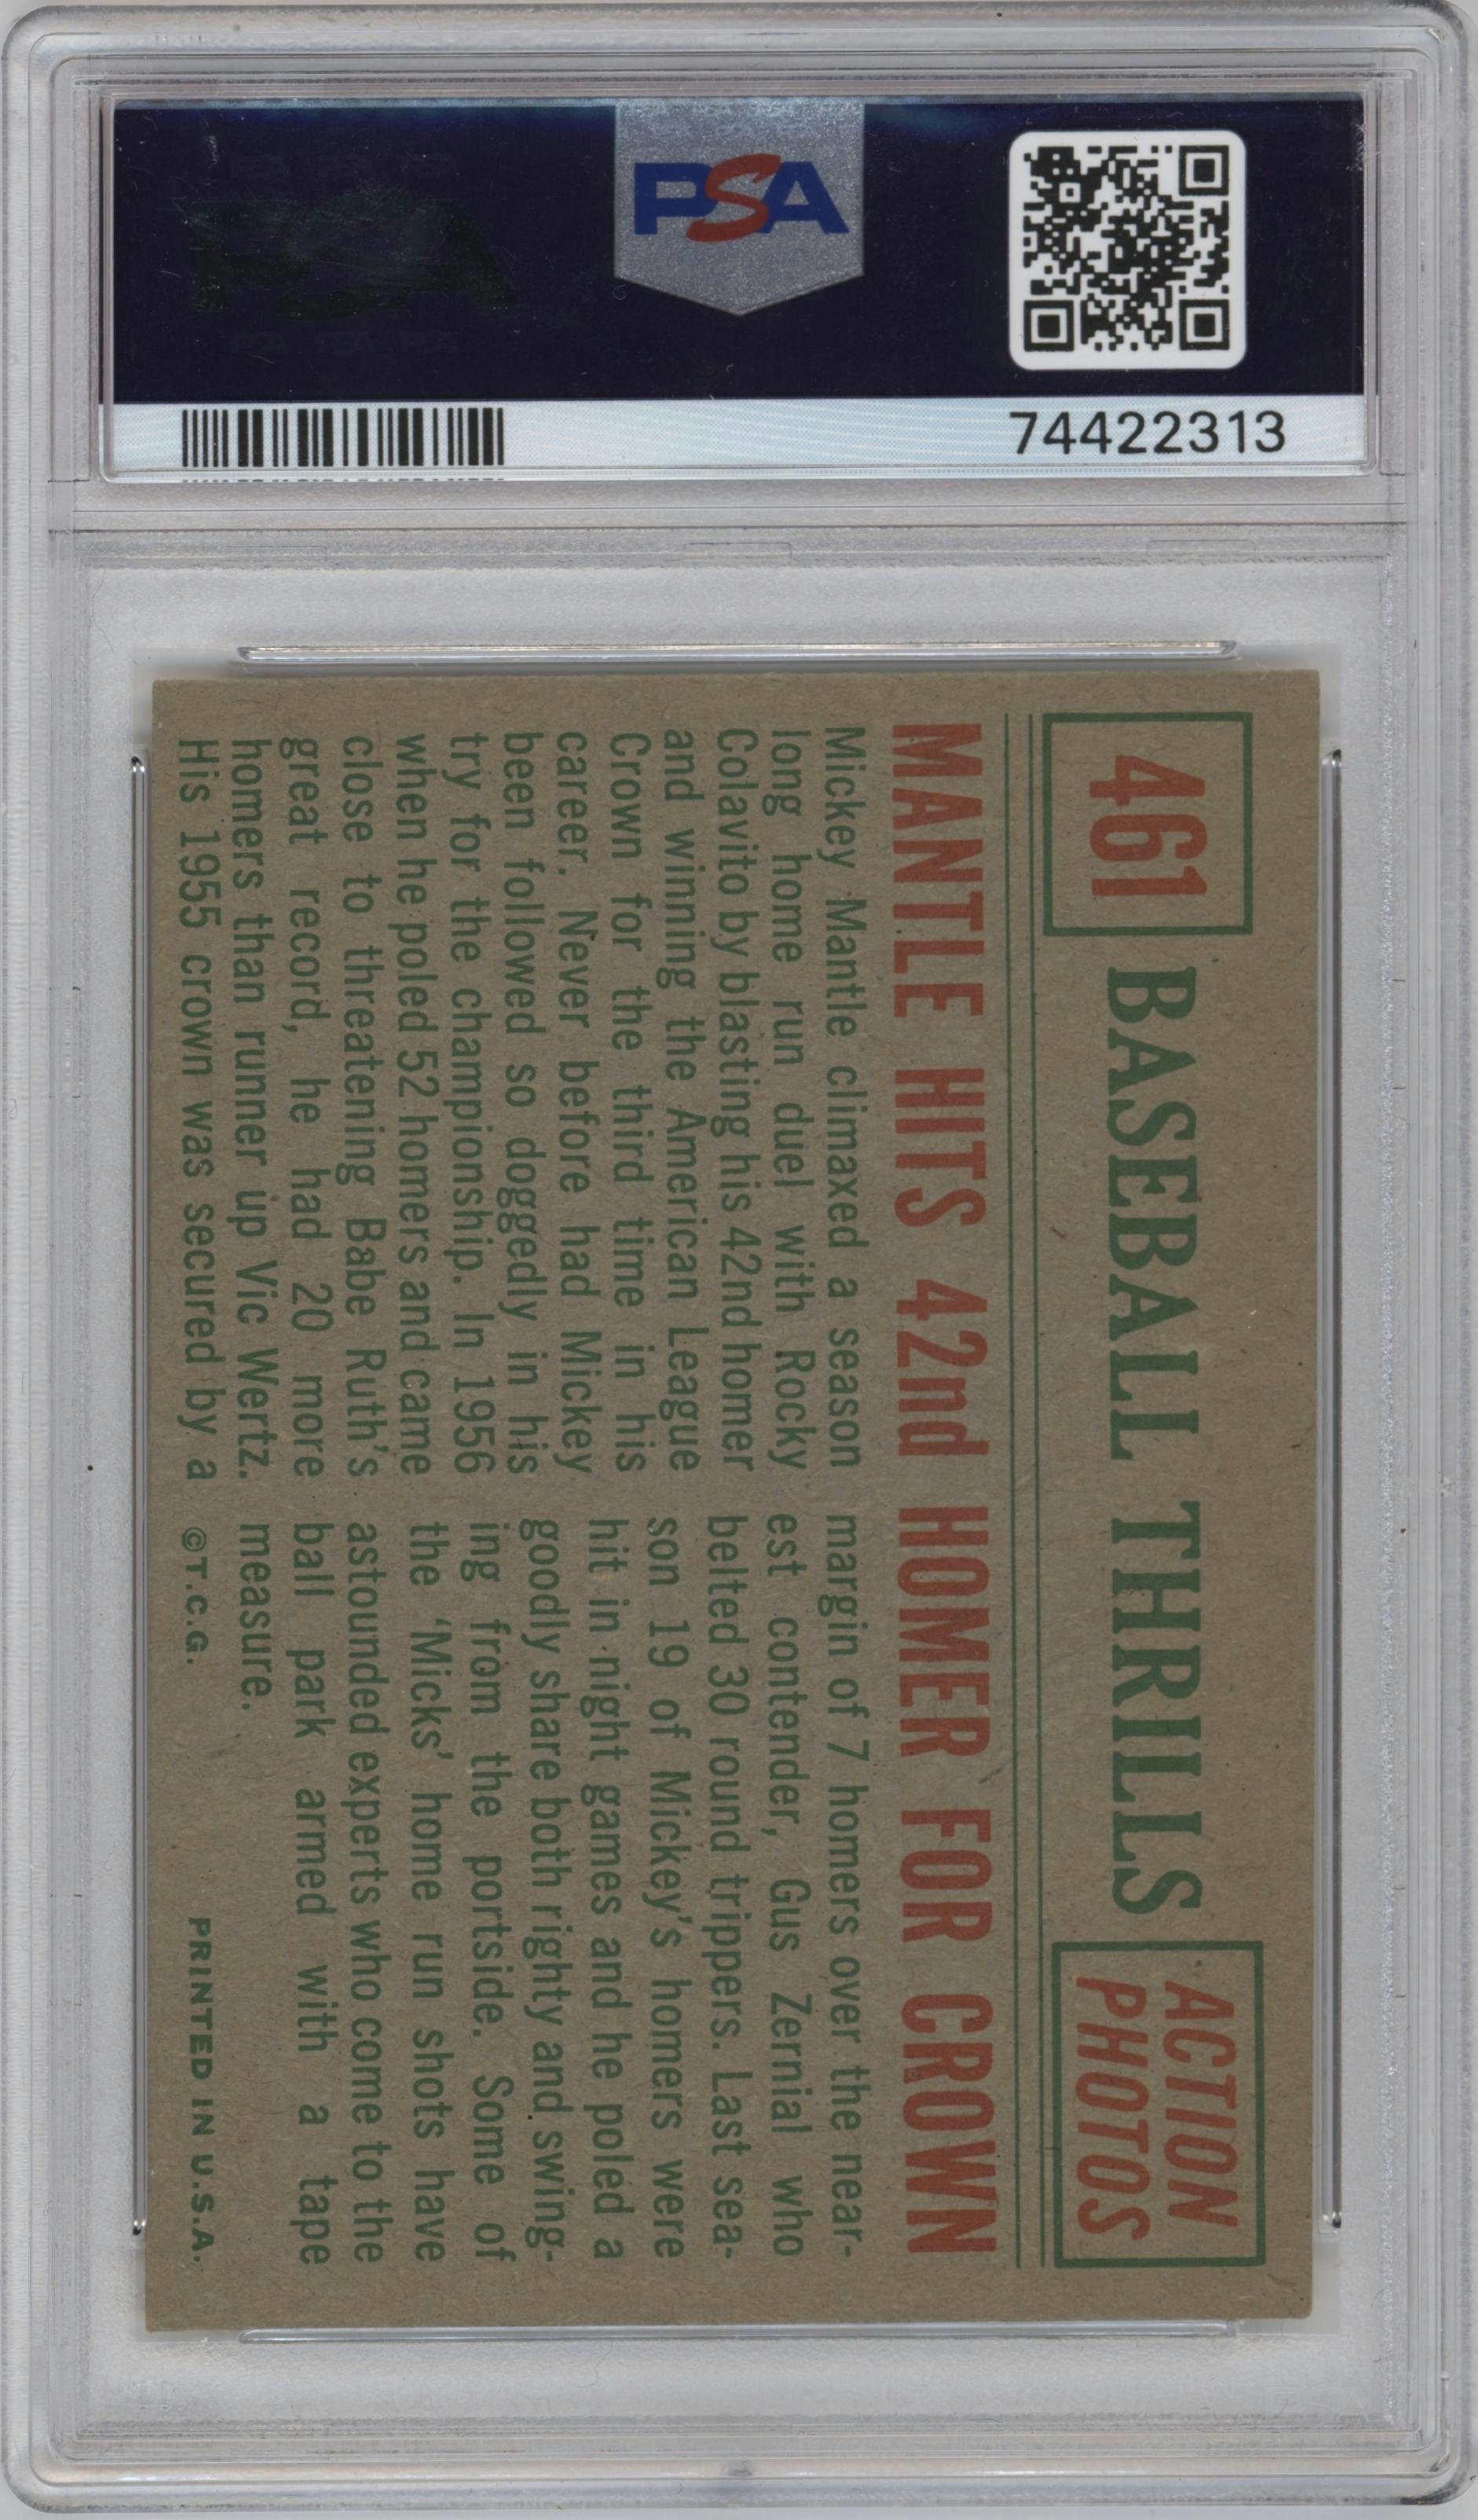 PSA
74422313
461
BASEBALL THRILLS
ACTION
PHOTOS
MANTLE HITS 42nd HOMER FOR CROWN
Mickey Mantle climaxed a season
long home run duel with Rocky
Colavito by blasting his 42nd homer
and winning the American League
Crown for the third time in his
career. Never before had Mickey
been followed so doggedly in his
try for the championship. In 1956
when he poled 52 homers and came
close to threatening Babe Ruth's
great record, he had 20 more
homers than runner up Vic Wertz.
His 1955 crown was secured by a
margin of 7 homers over the near-
est contender, Gus Zernial who
belted 30 round trippers. Last sea-
son 19 of Mickey's homers were
hit in night games and he poled a
goodly share both righty and swing-
ing from the portside. Some of
the 'Micks' home run shots have
astounded experts who come to the
ball park armed with a tape
measure.
©T.C.G.
PRINTED IN U.S.A.